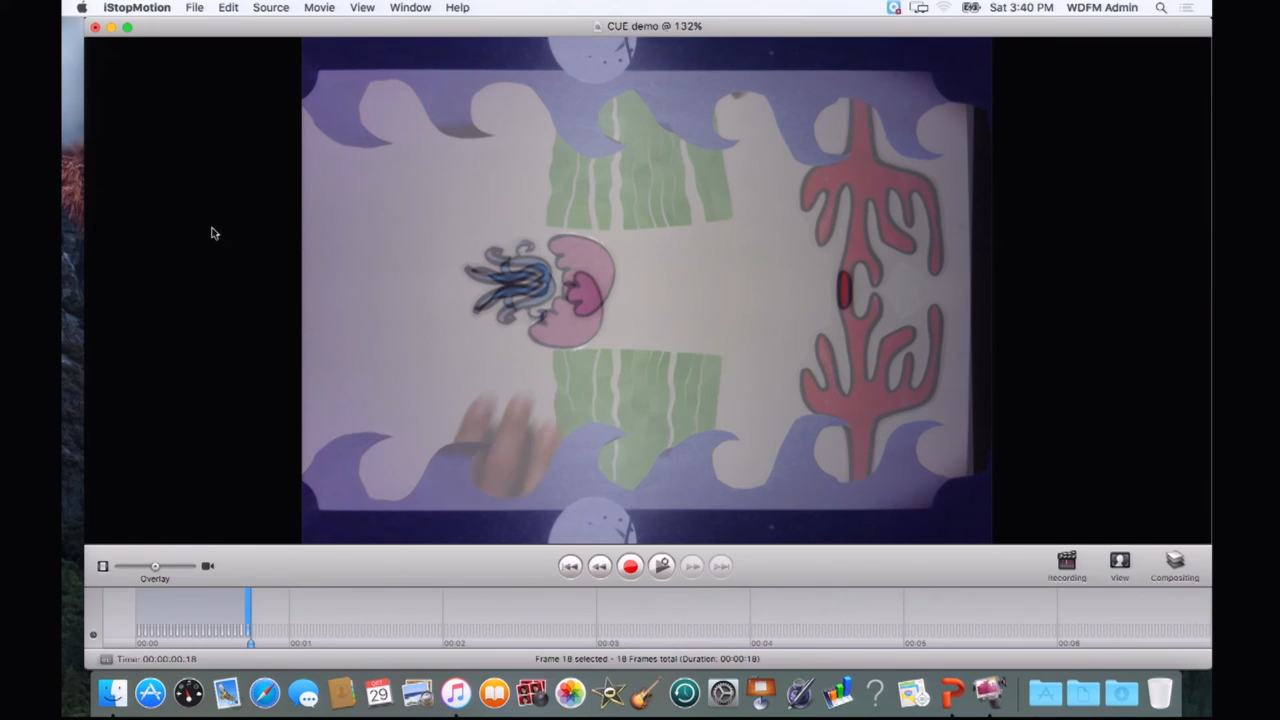 iStopMotion File Edit Source Movie View Window Help Sat 3:40 PM WDFM Admin
CUE demo @ 132%
Overlay
Recording View Compositing
00:00 00:01 00:02 00:03 00:04 00:05 00:06
Time: 00:00:00:18 Frame 18 selected - 18 Frames total (Duration: 00:00:18)
OCT
29